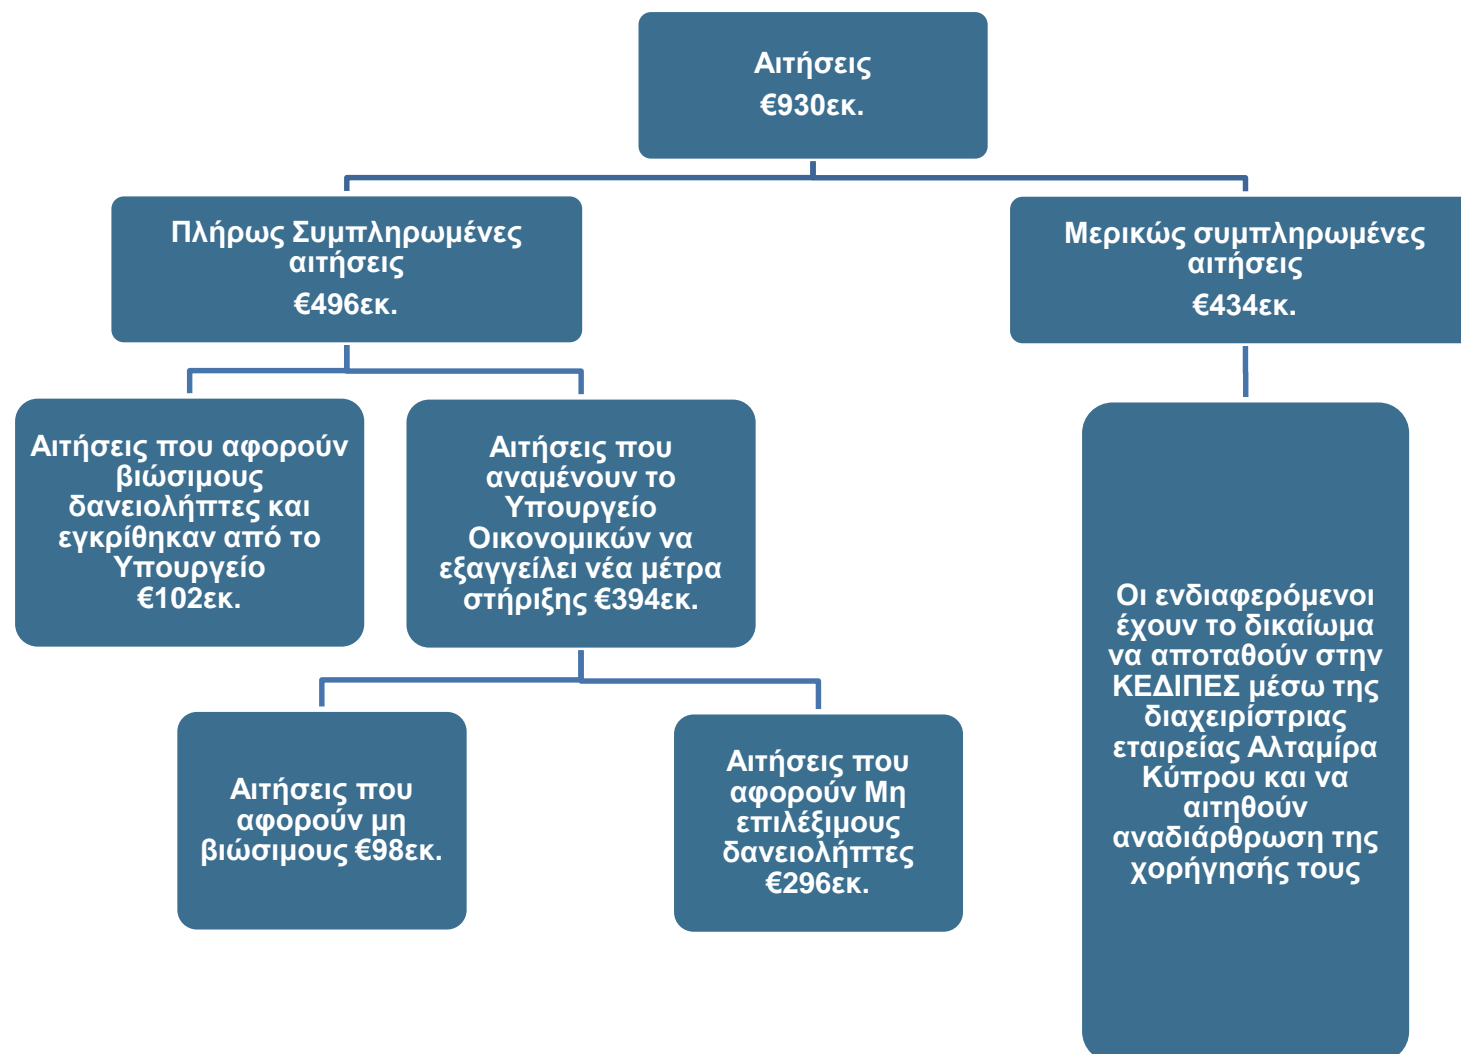 Αιτήσεις
€930εκ.
Πλήρως Συμπληρωμένες
αιτήσεις
€496εκ.
Μερικώς συμπληρωμένες
αιτήσεις
€434εκ.
Αιτήσεις που αφορούν
βιώσιμους
δανειολήπτες και
εγκρίθηκαν από το
Υπουργείο
€102εκ.
Αιτήσεις που
αναμένουν το
Υπουργείο
Οικονομικών να
εξαγγείλει νέα μέτρα
στήριξης €394εκ.
Αιτήσεις που
αφορούν μη
βιώσιμους €98εκ.
Αιτήσεις που
αφορούν Μη
επιλέξιμους
δανειολήπτες
€296εκ.
Οι ενδιαφερόμενοι
έχουν το δικαίωμα
να αποταθούν στην
ΚΕΔΙΠΕΣ μέσω της
διαχειρίστριας
εταιρείας Αλταμίρα
Κύπρου και να
αιτηθούν
αναδιάρθρωση της
χορήγησής τους